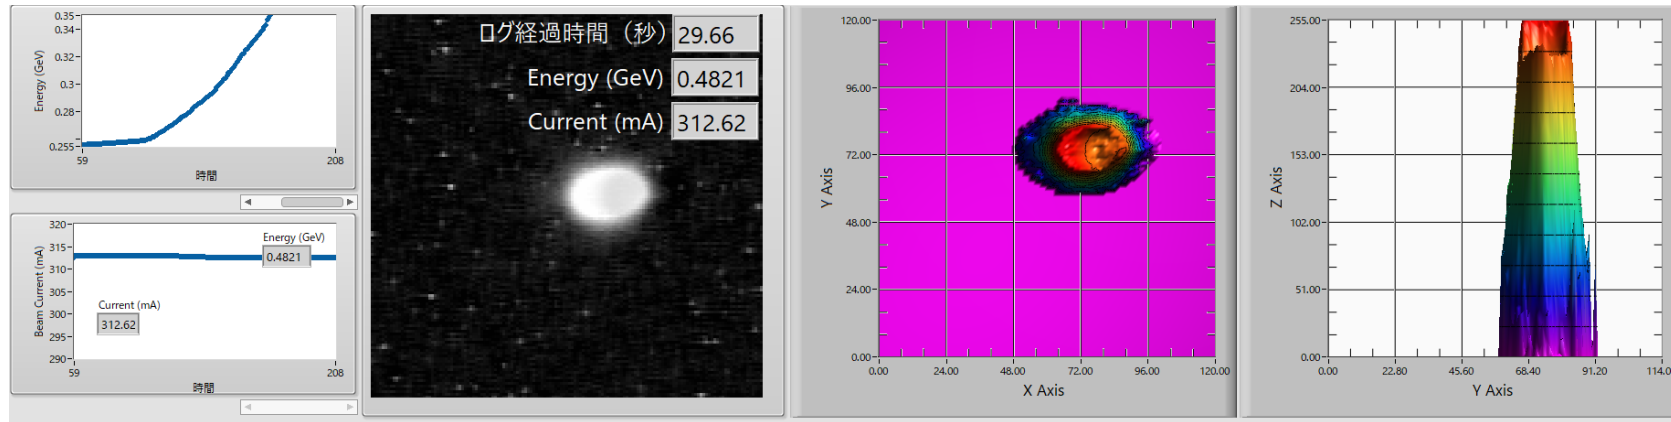 0.35
0.34
0.32
0.3
0.28
0.255
Energy (GeV)
59
208
時間
320
315
310
305
300
295
290
Beam Current (mA)
Energy (GeV)
0.4821
Current (mA)
312.62
59
208
時間
ログ経過時間（秒） 29.66
Energy (GeV) 0.4821
Current (mA) 312.62
120.00
96.00
72.00
48.00
24.00
0.00
Y Axis
0.00 24.00 48.00 72.00 96.00 120.00
X Axis
255.00
204.00
153.00
102.00
51.00
0.00
Z Axis
0.00 22.80 45.60 68.40 91.20 114.0
Y Axis